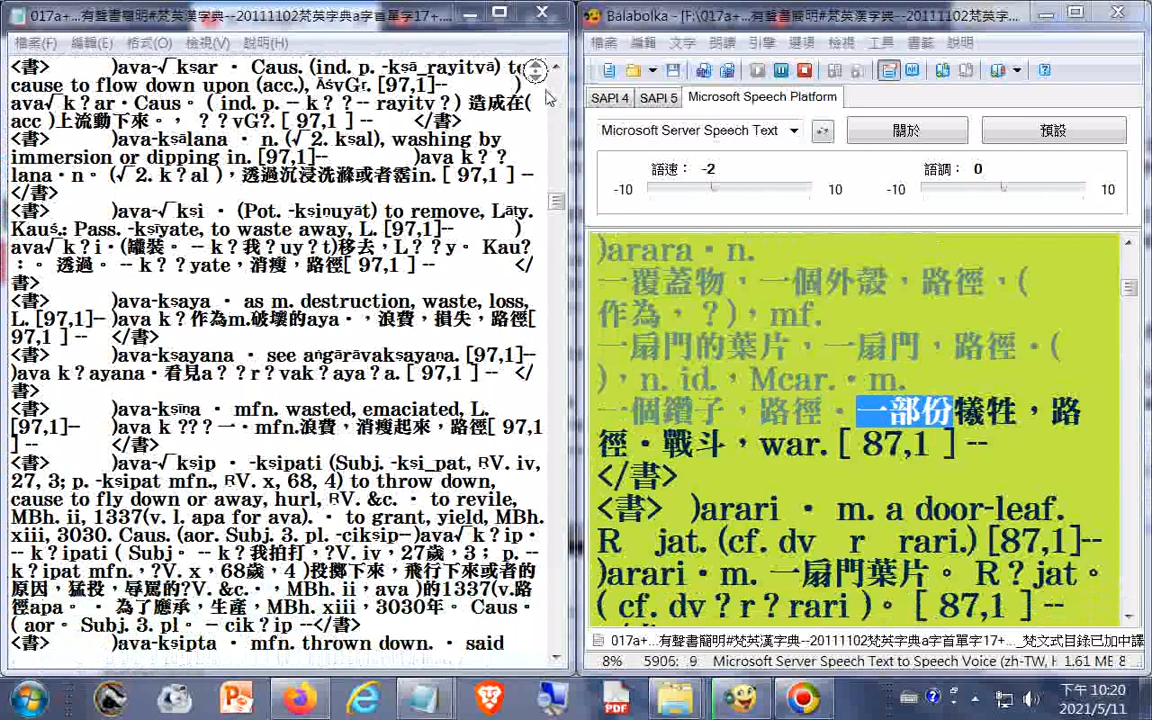 017a+...有聲書簡明#梵英漢字典--20111102梵英字典a字首單字17+...
檔案(F) 編輯(E) 格式(O) 檢視(V) 說明(H)
<書> )ava-√kṣar • Caus. (ind. p. -kṣā_rayitvā) to
cause to flow down upon (acc.), ĀśvGṛ. [97,1]-- )
ava√k?ar•Caus。( ind. p. — k??-- rayitv?) 造成在(
acc )上流動下來。, ??vG?. [ 97,1 ] </書>
<書> )ava-kṣālana • n. (√2. kṣal), washing by
immersion or dipping in. [97,1]-- )ava k??
lana•n。(√2. k?al ),透過沉浸洗滌或者霑in. [ 97,1 ] --
</書>
<書> )ava-√kṣi • (Pot. -kṣiṇuyāt) to remove, Lāṭy.
Kauś.: Pass. -kṣīyate, to waste away, L. [97,1]-- )
ava√k?i•(罐裝。 -- k?我?uy?t)移去,L??y。 Kau?
:。 透過。 -- k??yate,消瘦,路徑[ 97,1 ] -- </
書>
<書> )ava-kṣaya • as m. destruction, waste, loss,
L. [97,1]-- )ava k?作為m.破壞的aya•,浪費,損失,路徑[
97,1 ] -- </書>
<書> )ava-kṣayaṇa • see aṅgārāvakṣayaṇa. [97,1]--
)ava k?ayana•看見a??r?vak?aya?a. [ 97,1 ] -- </
書>
<書> )ava-kṣīṇa • mfn. wasted, emaciated, L.
[97,1]-- )ava k???一•mfn.浪費,消瘦起來,路徑[ 97,1
] -- </書>
<書> )ava-√kṣip • -kṣipati (Subj. -kṣi_pat, ṚV. iv,
27, 3; p. -kṣipat mfn., ṚV. x, 68, 4) to throw down,
cause to fly down or away, hurl, ṚV. &c. • to revile,
MBh. ii, 1337(v. l. apa for ava). • to grant, yield, MBh.
xiii, 3030. Caus. (aor. Subj. 3. pl. -cikṣip—)ava√k?ip•
-- k?ipati ( Subj。 -- k?我拍打,?V. iv,27歲,3;p. --
k?ipat mfn.,?V. x,68歲,4 )投擲下來,飛行下來或者的
原因,猛投,辱罵的?V. &c.•,MBh. ii,ava )的1337(v.路
徑apa。 • 為了應承,生產,MBh. xiii,3030年。Caus。
( aor。 Subj. 3. pl。 -- cik?ip --</書>
<書> )ava-kṣipta • mfn. thrown down. • said
Balabolka - [F:\017a+...有聲書簡明#梵英漢字典--20111102梵英字...
檔案 編輯 文字 朗讀 引擎 選項 檢視 工具 書籤 說明
SAPI 4 SAPI 5 Microsoft Speech Platform
Microsoft Server Speech Text 關於 預設
語速: -2 語調: 0
-10 10 -10 10
)arara•n.
一覆蓋物,一個外殼,路徑,(
作為,?),mf.
一扇門的葉片,一扇門,路徑•(
),n. id.,Mcar.•m.
一個鑽子,路徑•一部份犧牲,路
徑•戰斗,war. [ 87,1 ] --
</書>
<書> )arari • m. a door-leaf.
R jat. (cf. dv r rari.) [87,1]--
)arari•m. 一扇門葉片。 R?jat。
( cf. dv?r?rari )。 [ 87,1 ] --
017a+...有聲書簡明#梵英漢字典--20111102梵英字典a字首單字17+..._梵文式目錄已加中譯
8% 5906: 9 Microsoft Server Speech Text to Speech Voice (zh-TW, H 1.61 MB 8
下午 10:20
2021/5/11